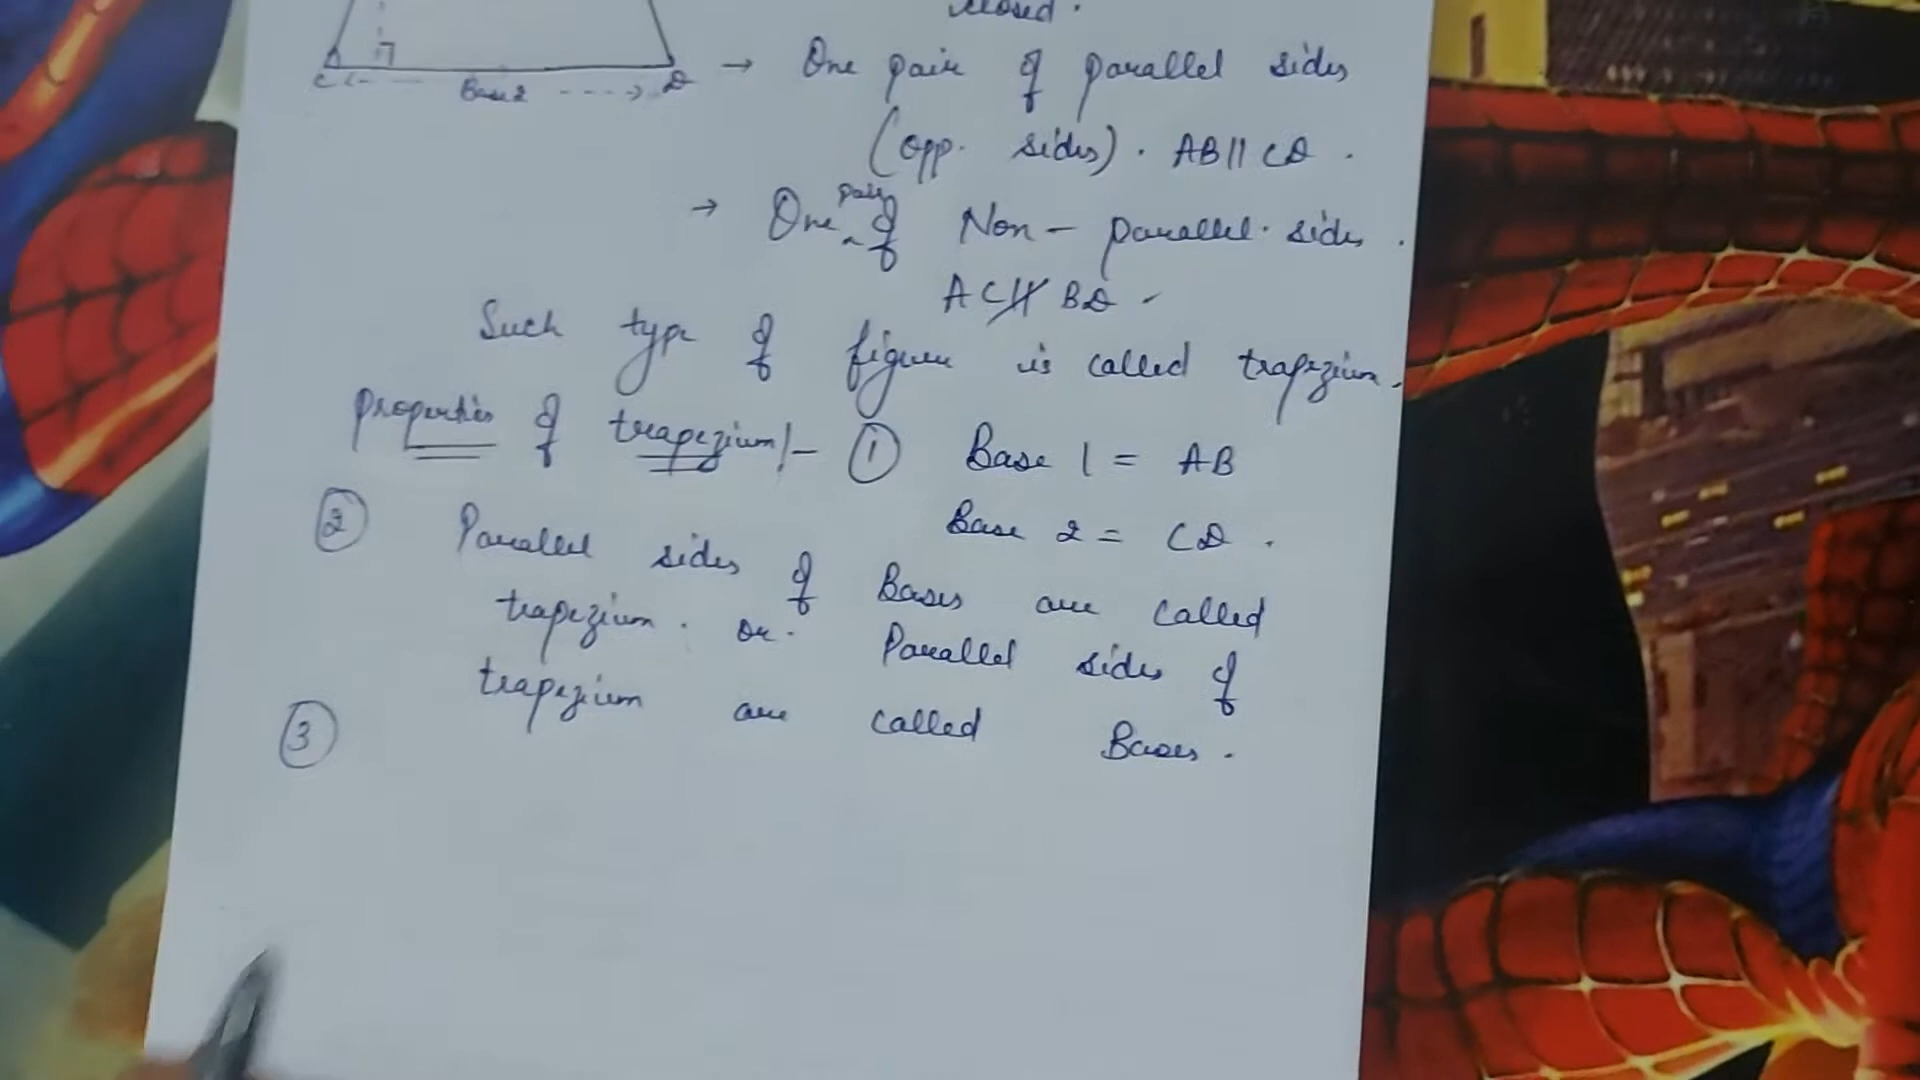 closed.
C <- - - Base 2 - - - -> D
→ One pair of parallel sides
(opp. sides). AB || CD.
→ One pair of Non-parallel sides.
AC ∦ BD.
Such type of figure is called trapezium.
Properties of trapezium:- ① Base 1 = AB
Base 2 = CD.
② Parallel sides of Bases are called
trapezium. or. Parallel sides of
trapezium are called Bases.
③